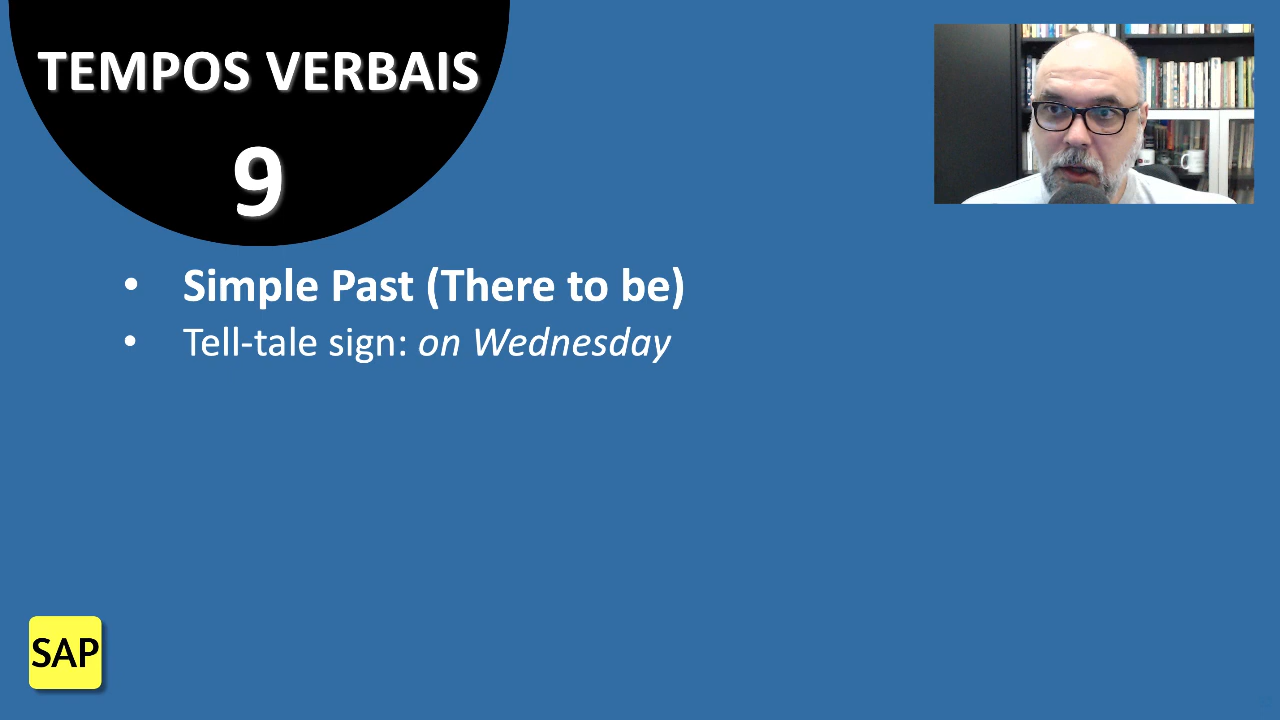 TEMPOS VERBAIS
9
• Simple Past (There to be)
• Tell-tale sign: on Wednesday
SAP